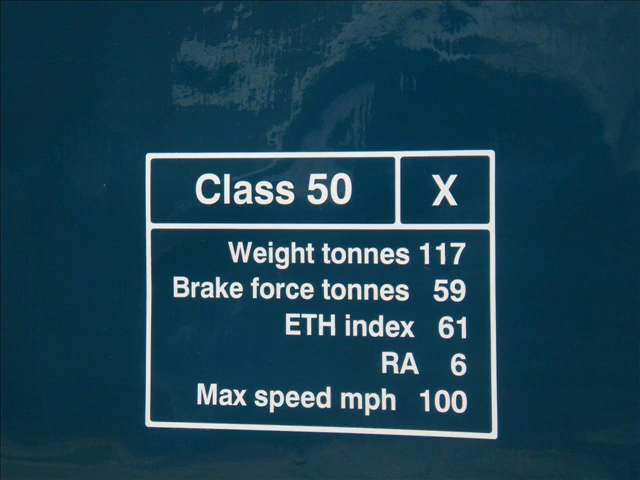 Class 50 X
Weight tonnes 117
Brake force tonnes 59
ETH index 61
RA 6
Max speed mph 100